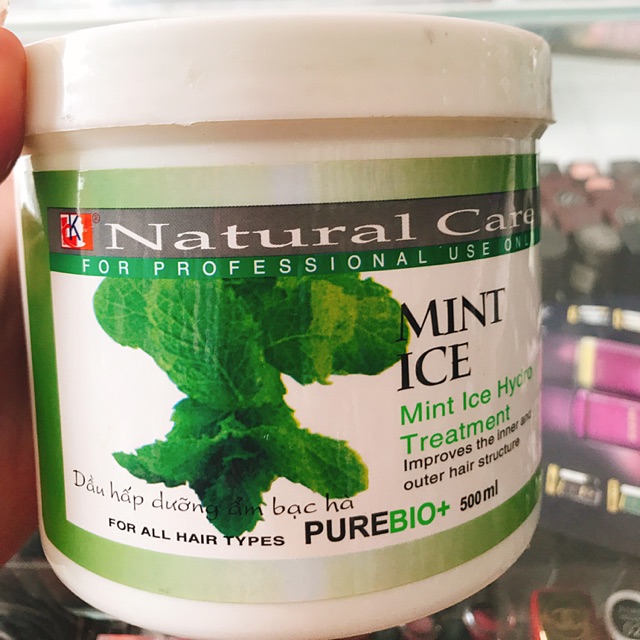 K® Natural Care
FOR PROFESSIONAL USE ONLY
MINT
ICE
Mint Ice Hydro
Treatment
Improves the inner and
outer hair structure
Dầu hấp dưỡng ẩm bạc hà
FOR ALL HAIR TYPES PUREBIO+ 500ml